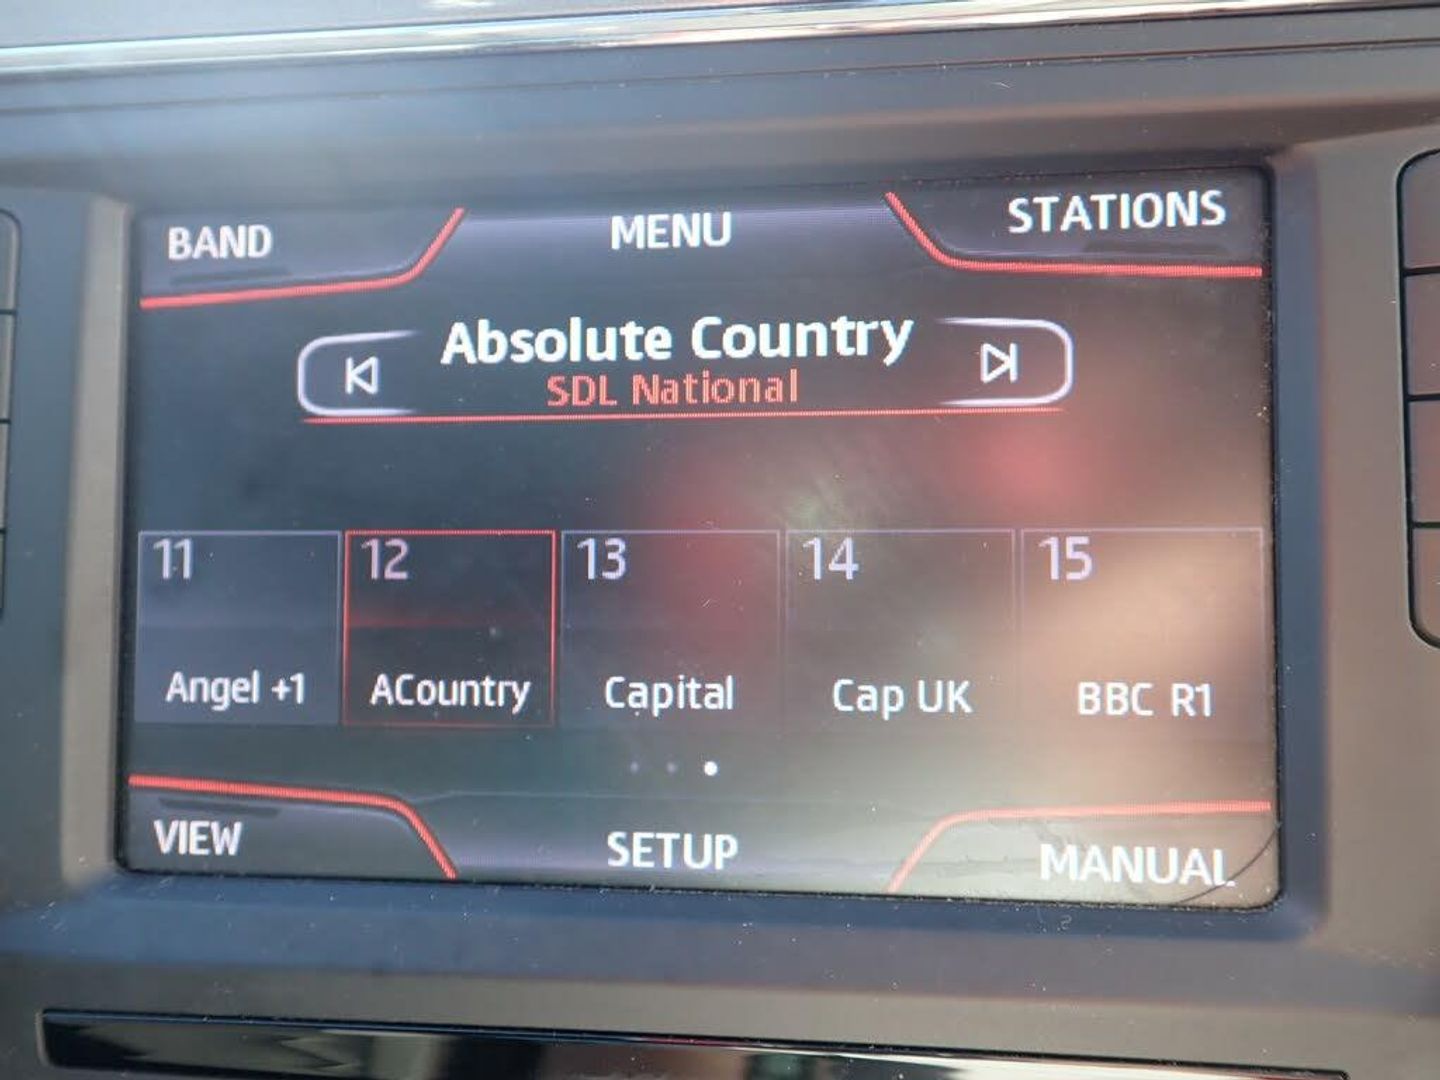 BAND MENU STATIONS
Absolute Country
SDL National
11 12 13 14 15
Angel +1 ACountry Capital Cap UK BBC R1
VIEW SETUP MANUAL